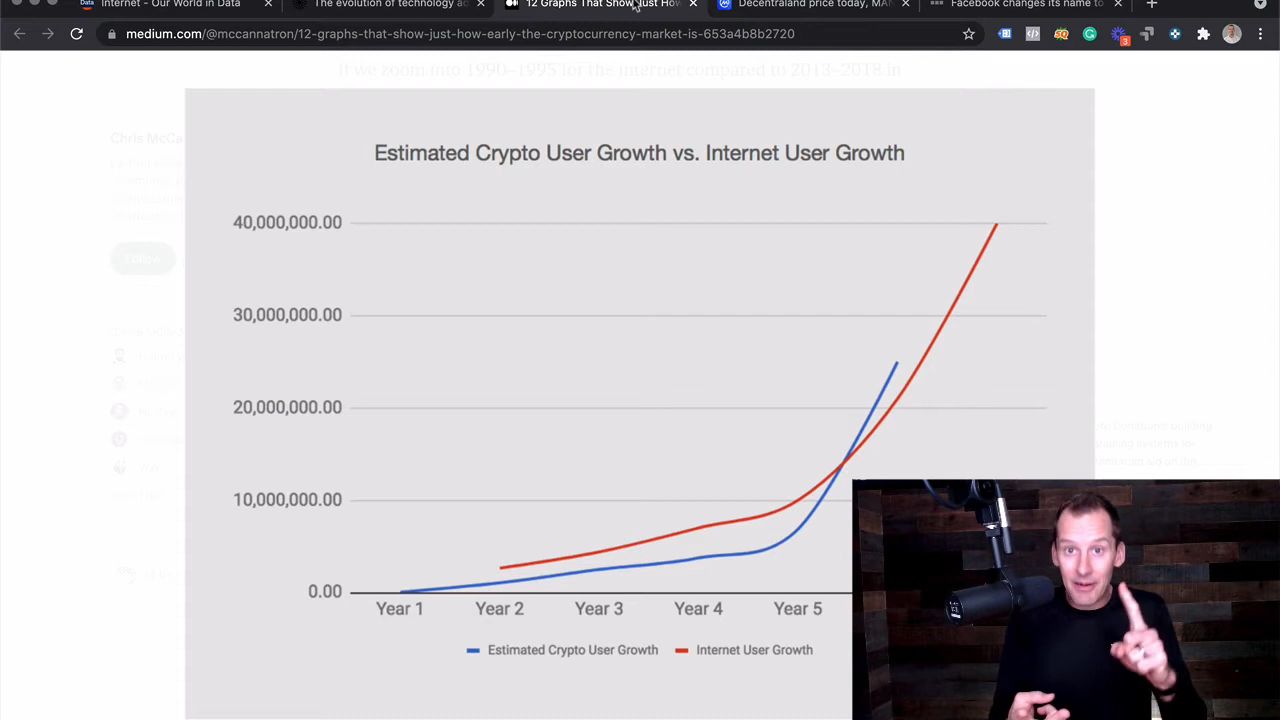 Internet - Our World in Data
The evolution of technology ad
12 Graphs That Show Just How
Decentraland price today, MAN
Facebook changes its name to
medium.com/@mccannatron/12-graphs-that-show-just-how-early-the-cryptocurrency-market-is-653a4b8b2720
3
If we zoom into 1990–1995 for the internet compared to 2013–2018 in
Chris McCa
Follow
Estimated Crypto User Growth vs. Internet User Growth
40,000,000.00
30,000,000.00
20,000,000.00
10,000,000.00
0.00
Year 1 Year 2 Year 3 Year 4 Year 5
Estimated Crypto User Growth Internet User Growth